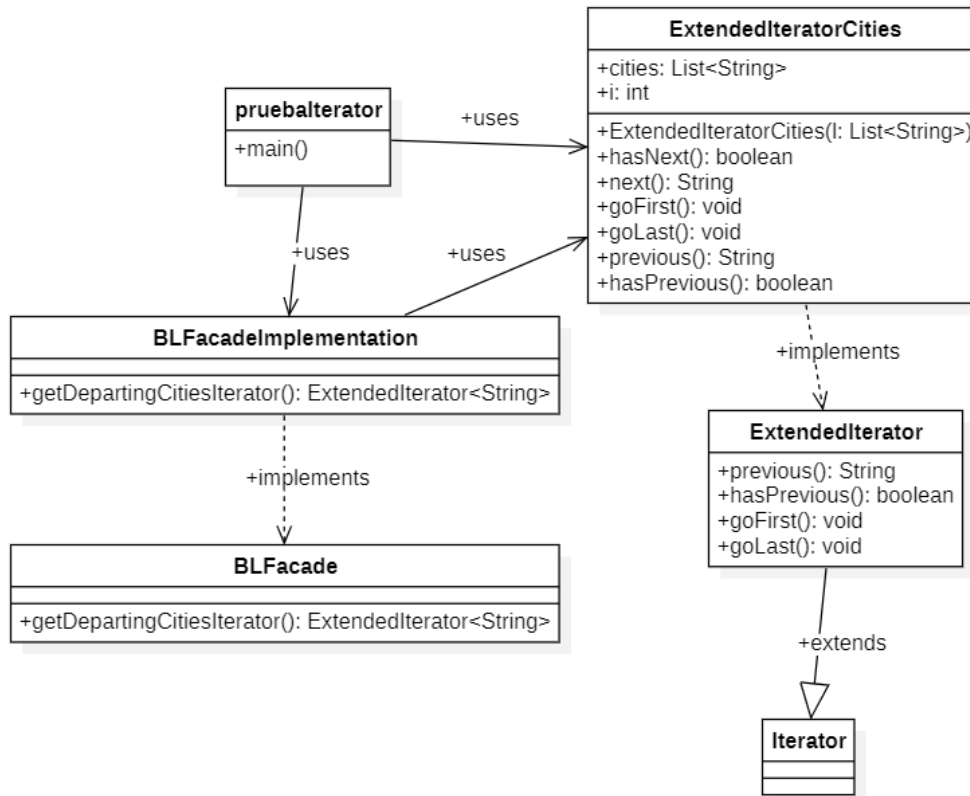 pruebaIterator
+main()
+uses
+uses
+uses
ExtendedIteratorCities
+cities: List<String>
+i: int
+ExtendedIteratorCities(l: List<String>)
+hasNext(): boolean
+next(): String
+goFirst(): void
+goLast(): void
+previous(): String
+hasPrevious(): boolean
BLFacadeImplementation
+getDepartingCitiesIterator(): ExtendedIterator<String>
+implements
BLFacade
+getDepartingCitiesIterator(): ExtendedIterator<String>
+implements
ExtendedIterator
+previous(): String
+hasPrevious(): boolean
+goFirst(): void
+goLast(): void
+extends
Iterator